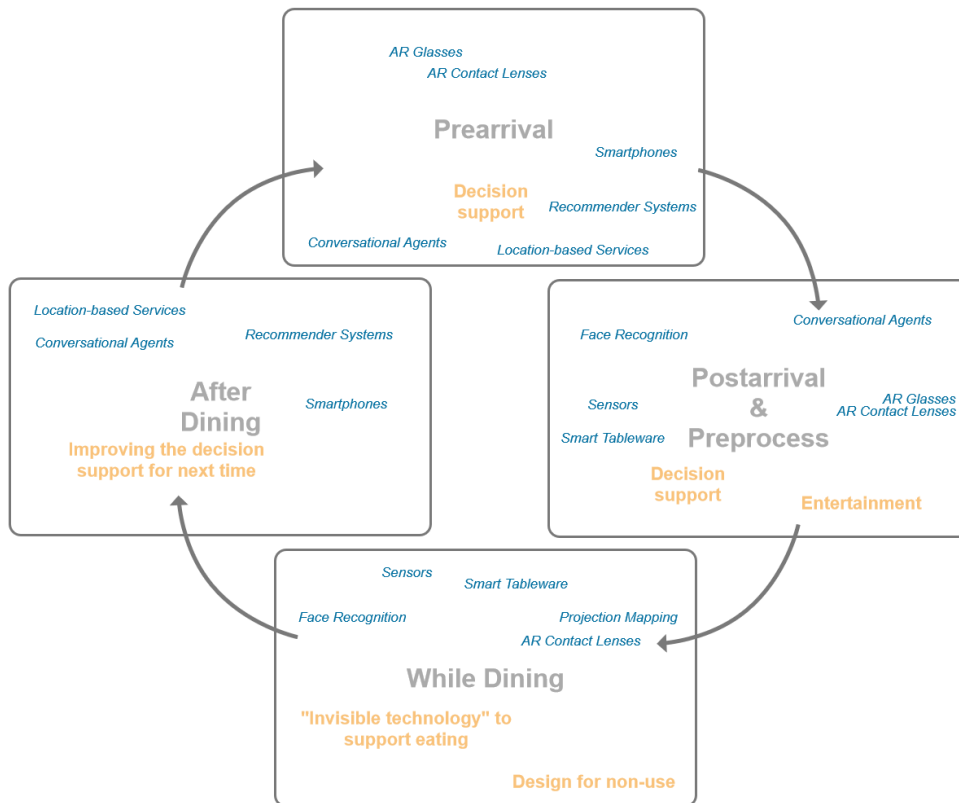 AR Glasses
AR Contact Lenses
Prearrival
Smartphones
Decision
support
Recommender Systems
Conversational Agents
Location-based Services
Location-based Services
Conversational Agents
Recommender Systems
After
Dining
Smartphones
Improving the decision
support for next time
Conversational Agents
Face Recognition
Postarrival
&
Preprocess
AR Glasses
AR Contact Lenses
Sensors
Smart Tableware
Decision
support
Entertainment
Sensors
Smart Tableware
Face Recognition
Projection Mapping
AR Contact Lenses
While Dining
"Invisible technology" to
support eating
Design for non-use